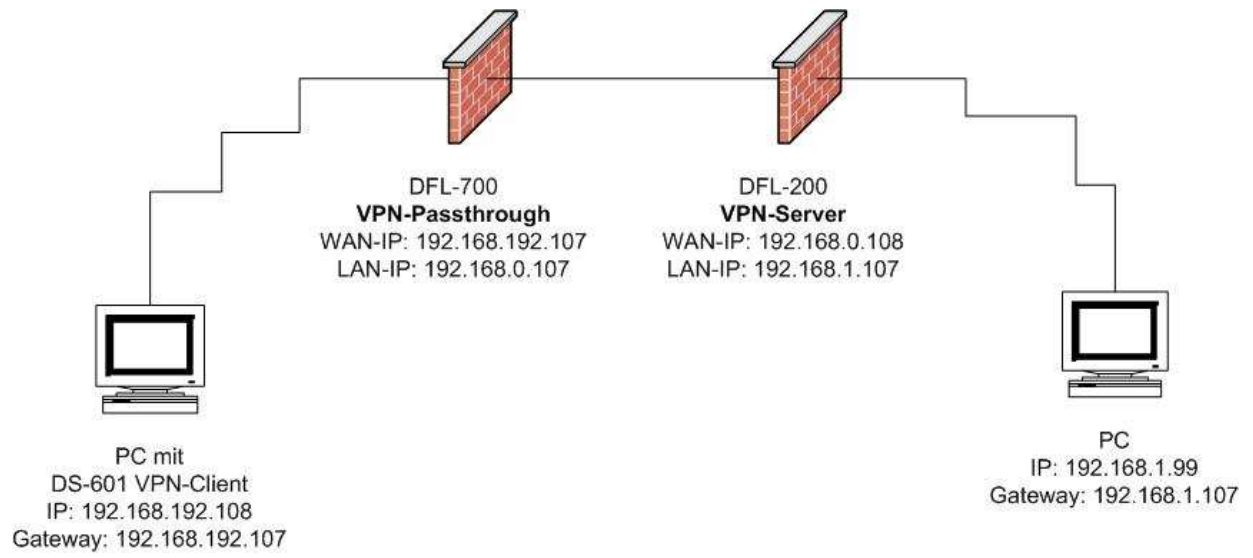 DFL-700
VPN-Passthrough
WAN-IP: 192.168.192.107
LAN-IP: 192.168.0.107
DFL-200
VPN-Server
WAN-IP: 192.168.0.108
LAN-IP: 192.168.1.107
PC mit
DS-601 VPN-Client
IP: 192.168.192.108
Gateway: 192.168.192.107
PC
IP: 192.168.1.99
Gateway: 192.168.1.107